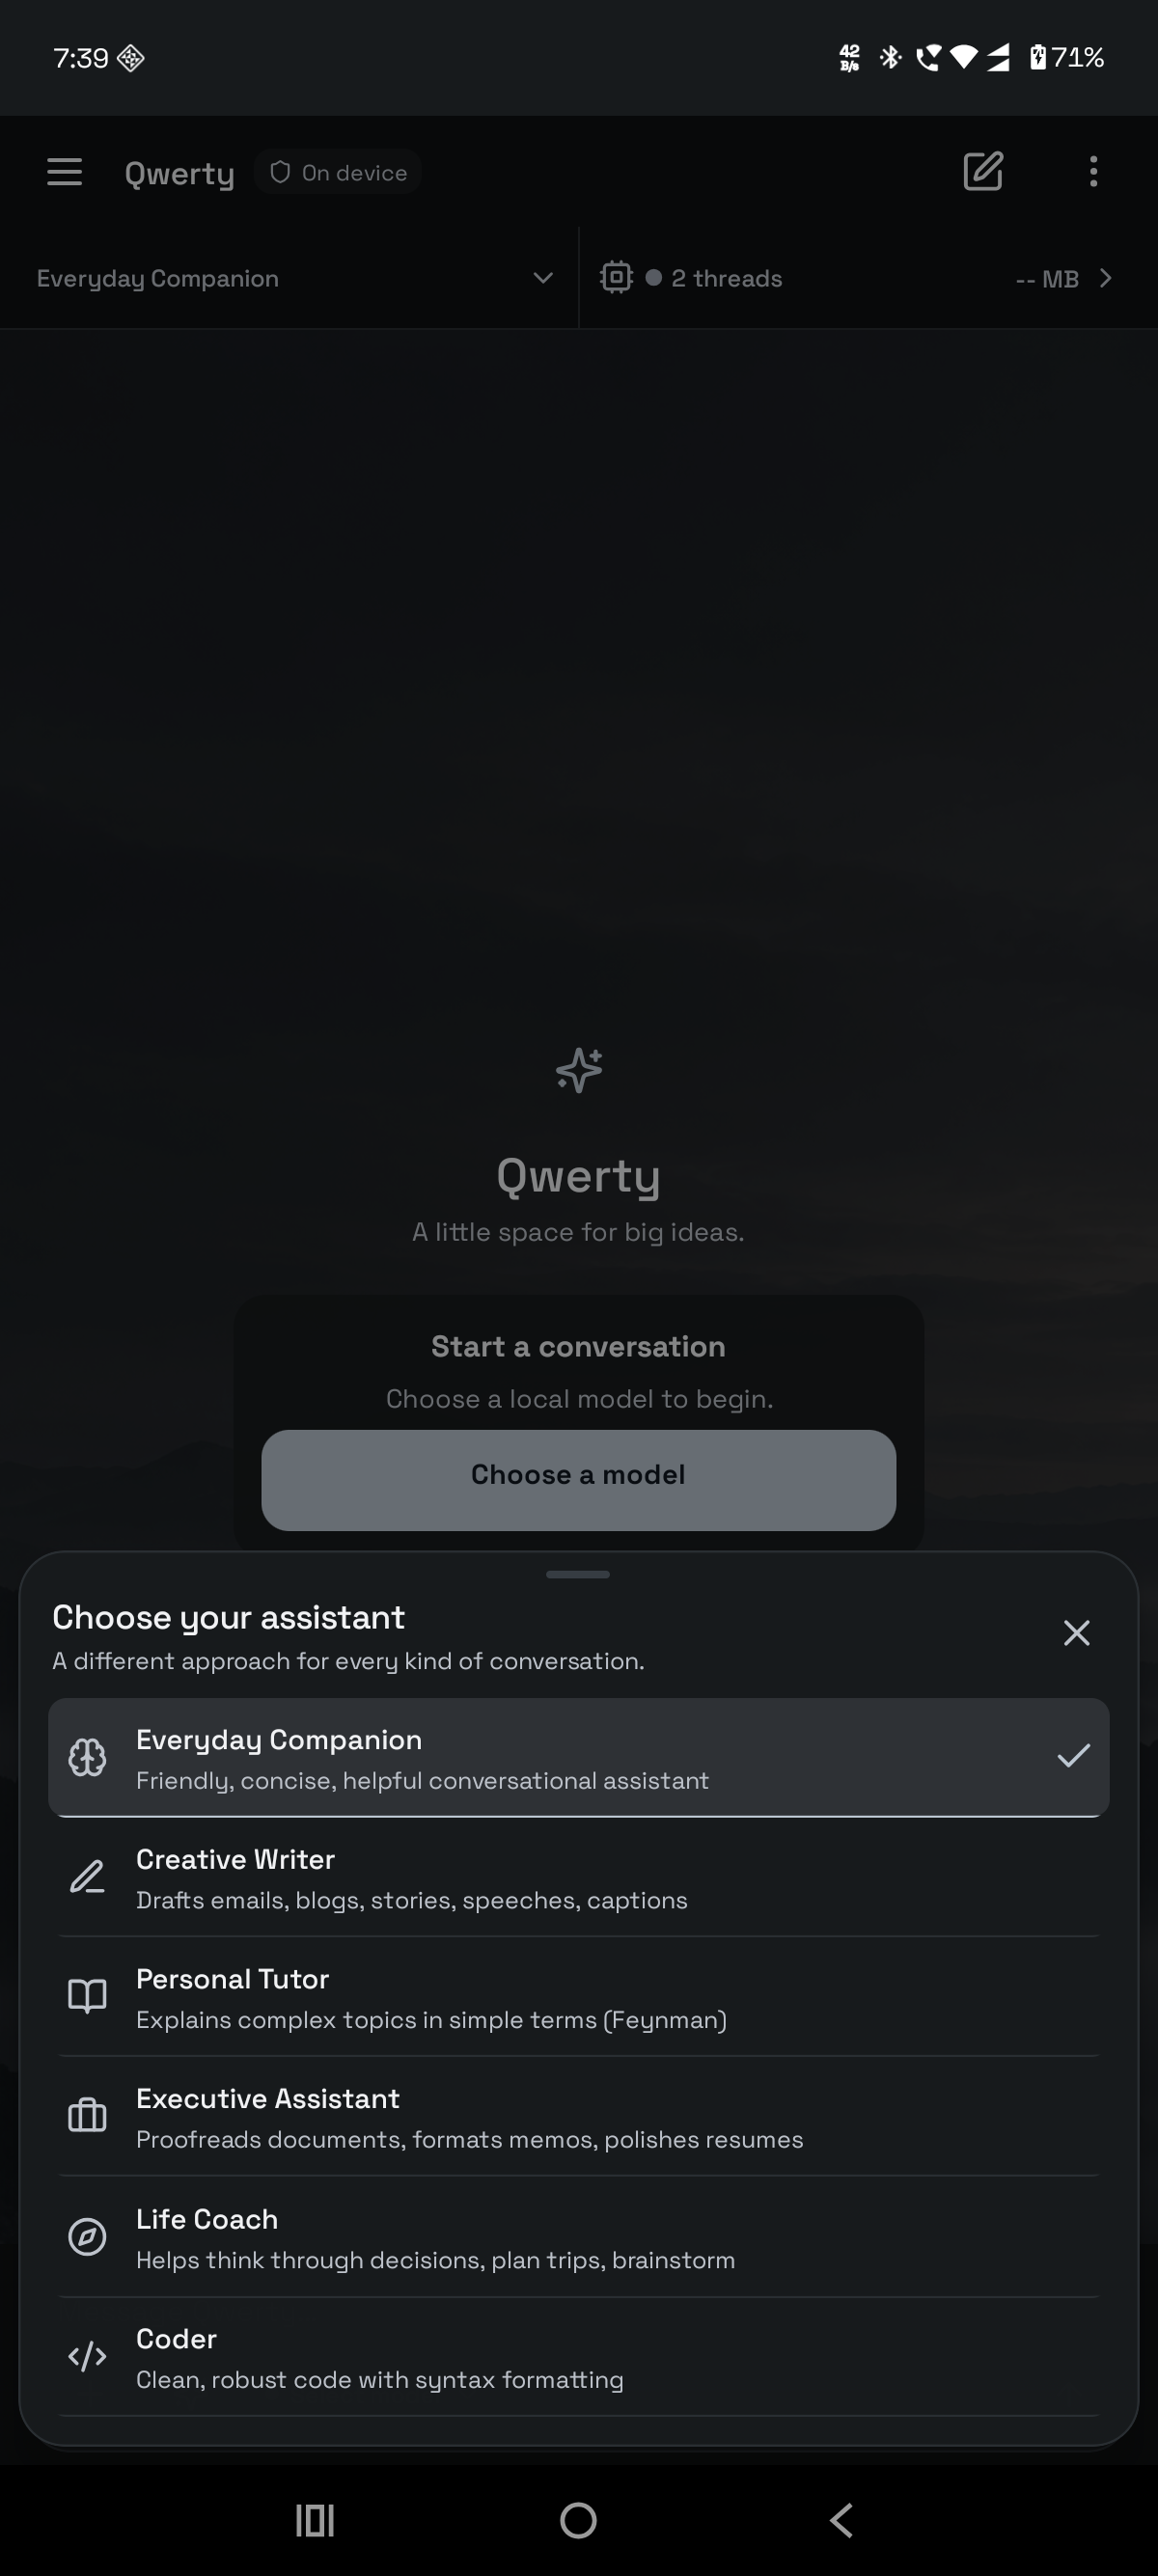 7:39
42
B/s
71%
Qwerty
On device
Everyday Companion
2 threads
-- MB
Qwerty
A little space for big ideas.
Start a conversation
Choose a local model to begin.
Choose a model
Choose your assistant
A different approach for every kind of conversation.
Everyday Companion
Friendly, concise, helpful conversational assistant
Creative Writer
Drafts emails, blogs, stories, speeches, captions
Personal Tutor
Explains complex topics in simple terms (Feynman)
Executive Assistant
Proofreads documents, formats memos, polishes resumes
Life Coach
Helps think through decisions, plan trips, brainstorm
Coder
Clean, robust code with syntax formatting